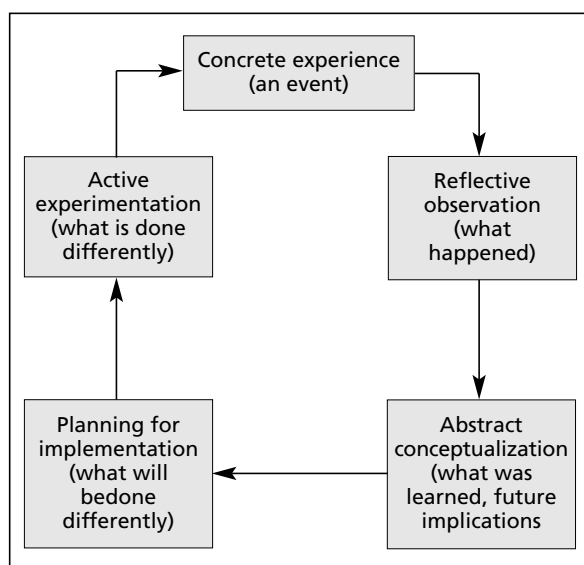 Concrete experience
(an event)
Reflective
observation
(what
happened)
Abstract
conceptualization
(what was
learned, future
implications
Planning for
implementation
(what will
bedone
differently)
Active
experimentation
(what is done
differently)